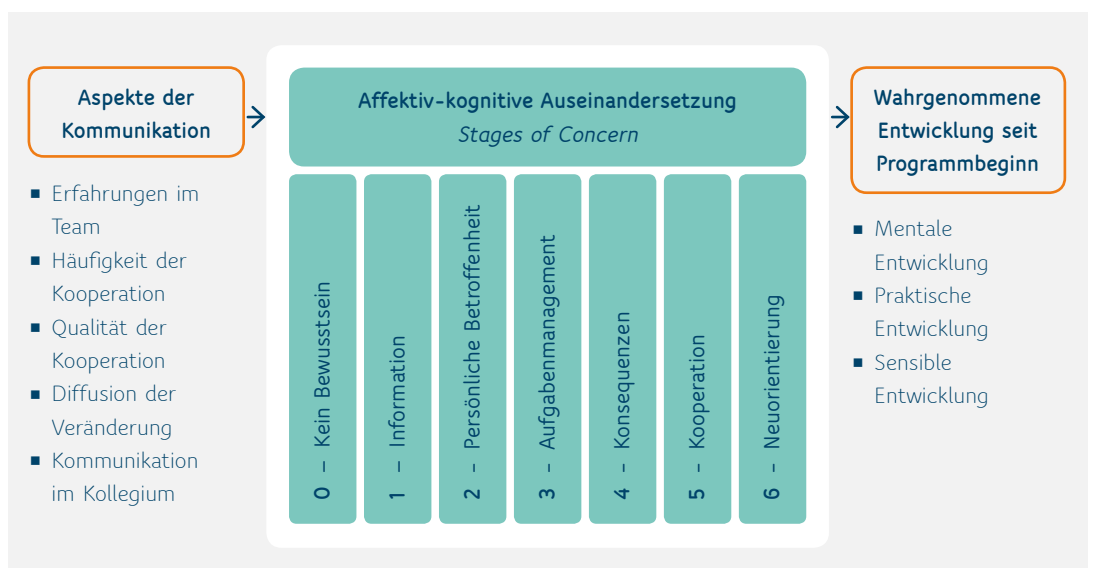 Aspekte der
Kommunikation
■ Erfahrungen im
Team
■ Häufigkeit der
Kooperation
■ Qualität der
Kooperation
■ Diffusion der
Veränderung
■ Kommunikation
im Kollegium
Affektiv-kognitive Auseinandersetzung
Stages of Concern
0 – Kein Bewusstsein
1 – Information
2 – Persönliche Betroffenheit
3 – Aufgabenmanagement
4 – Konsequenzen
5 – Kooperation
6 – Neuorientierung
Wahrgenommene
Entwicklung seit
Programmbeginn
■ Mentale
Entwicklung
■ Praktische
Entwicklung
■ Sensible
Entwicklung